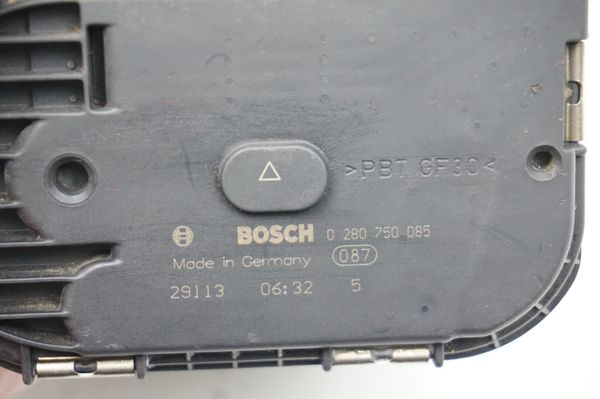 >PBT GF30<
BOSCH 0 280 750 085
Made in Germany 087
29113 06:32 5